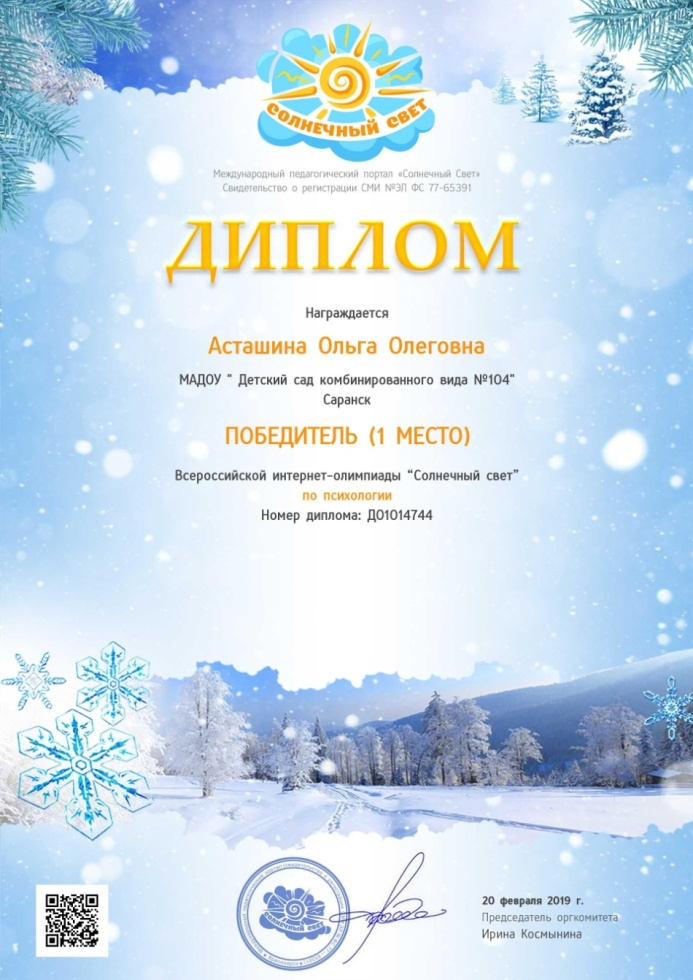 СОЛНЕЧНЫЙ СВЕТ
Международный педагогический портал «Солнечный Свет»
Свидетельство о регистрации СМИ №ЭЛ ФС 77-65391
ДИПЛОМ
Награждается
Асташина Ольга Олеговна
МАДОУ " Детский сад комбинированного вида №104"
Саранск
ПОБЕДИТЕЛЬ (1 МЕСТО)
Всероссийской интернет-олимпиады “Солнечный свет”
по психологии
Номер диплома: ДО1014744
СОЛНЕЧНЫЙ СВЕТ
20 февраля 2019 г.
Председатель оргкомитета
Ирина Космынина